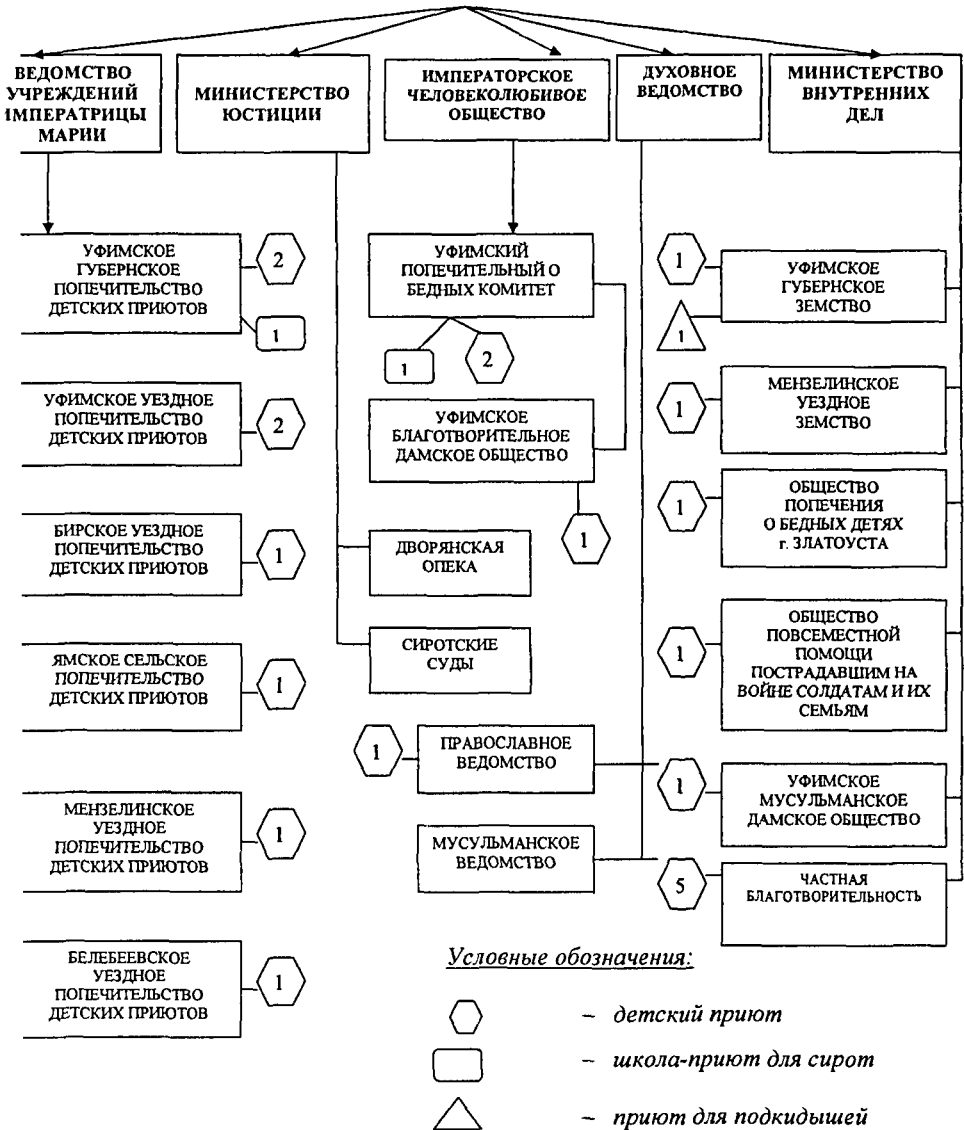 ВЕДОМСТВО
УЧРЕЖДЕНИЙ
ИМПЕРАТРИЦЫ
МАРИИ
МИНИСТЕРСТВО
ЮСТИЦИИ
ИМПЕРАТОРСКОЕ
ЧЕЛОВЕКОЛЮБИВОЕ
ОБЩЕСТВО
ДУХОВНОЕ
ВЕДОМСТВО
МИНИСТЕРСТВО
ВНУТРЕННИХ
ДЕЛ
УФИМСКОЕ
ГУБЕРНСКОЕ
ПОПЕЧИТЕЛЬСТВО
ДЕТСКИХ ПРИЮТОВ
2
1
УФИМСКОЕ УЕЗДНОЕ
ПОПЕЧИТЕЛЬСТВО
ДЕТСКИХ ПРИЮТОВ
2
БИРСКОЕ УЕЗДНОЕ
ПОПЕЧИТЕЛЬСТВО
ДЕТСКИХ ПРИЮТОВ
1
ЯМСКОЕ СЕЛЬСКОЕ
ПОПЕЧИТЕЛЬСТВО
ДЕТСКИХ ПРИЮТОВ
1
МЕНЗЕЛИНСКОЕ
УЕЗДНОЕ
ПОПЕЧИТЕЛЬСТВО
ДЕТСКИХ ПРИЮТОВ
1
БЕЛЕБЕЕВСКОЕ
УЕЗДНОЕ
ПОПЕЧИТЕЛЬСТВО
ДЕТСКИХ ПРИЮТОВ
1
УФИМСКИЙ
ПОПЕЧИТЕЛЬНЫЙ О
БЕДНЫХ КОМИТЕТ
1
2
УФИМСКОЕ
БЛАГОТВОРИТЕЛЬНОЕ
ДАМСКОЕ ОБЩЕСТВО
1
ДВОРЯНСКАЯ
ОПЕКА
СИРОТСКИЕ
СУДЫ
1
ПРАВОСЛАВНОЕ
ВЕДОМСТВО
МУСУЛЬМАНСКОЕ
ВЕДОМСТВО
1
1
УФИМСКОЕ
ГУБЕРНСКОЕ
ЗЕМСТВО
1
МЕНЗЕЛИНСКОЕ
УЕЗДНОЕ
ЗЕМСТВО
1
ОБЩЕСТВО
ПОПЕЧЕНИЯ
О БЕДНЫХ ДЕТЯХ
г. ЗЛАТОУСТА
1
ОБЩЕСТВО
ПОВСЕМЕСТНОЙ
ПОМОЩИ
ПОСТРАДАВШИМ НА
ВОЙНЕ СОЛДАТАМ И ИХ
СЕМЬЯМ
1
УФИМСКОЕ
МУСУЛЬМАНСКОЕ
ДАМСКОЕ ОБЩЕСТВО
5
ЧАСТНАЯ
БЛАГОТВОРИТЕЛЬНОСТЬ
Условные обозначения:
– детский приют
– школа-приют для сирот
– приют для подкидышей